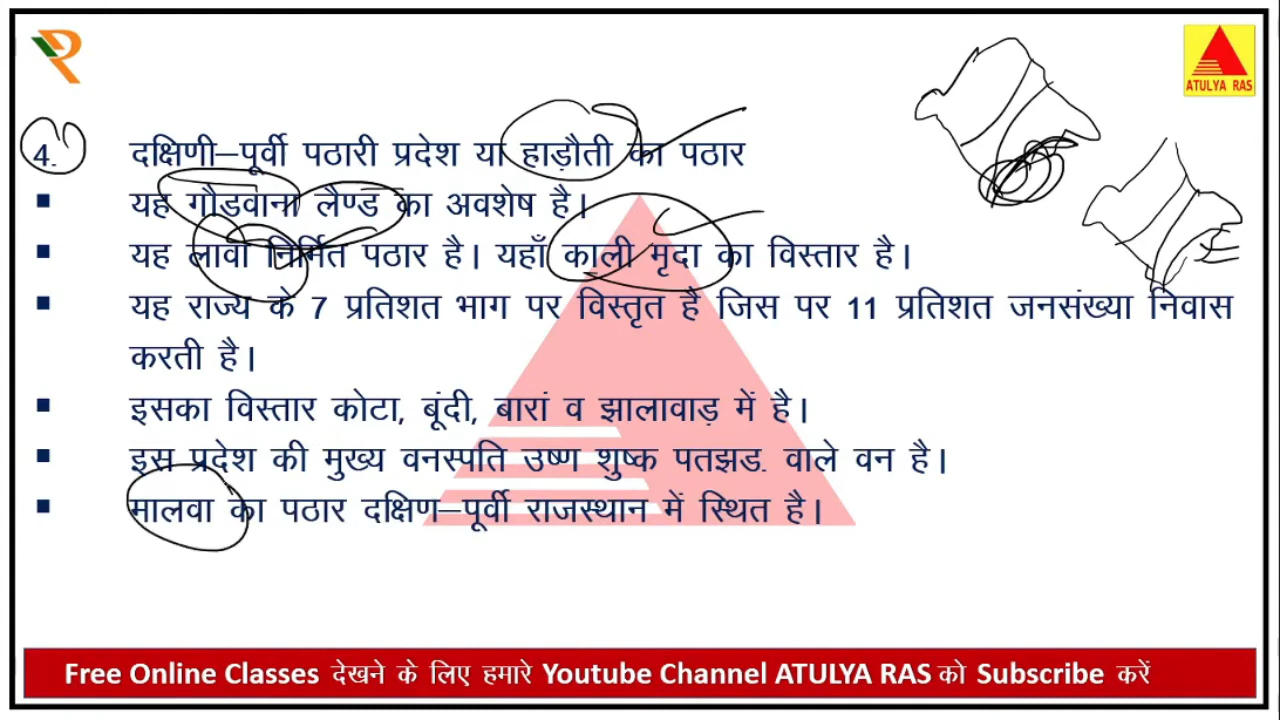 ATULYA RAS
4. दक्षिणी–पूर्वी पठारी प्रदेश या हाड़ौती का पठार
▪ यह गौडवाना लैण्ड का अवशेष है।
▪ यह लावा निर्मित पठार है। यहाँ काली मृदा का विस्तार है।
▪ यह राज्य के 7 प्रतिशत भाग पर विस्तृत है जिस पर 11 प्रतिशत जनसंख्या निवास
करती है।
▪ इसका विस्तार कोटा, बूंदी, बारां व झालावाड़ में है।
▪ इस प्रदेश की मुख्य वनस्पति उष्ण शुष्क पतझड. वाले वन है।
▪ मालवा का पठार दक्षिण–पूर्वी राजस्थान में स्थित है।
Free Online Classes देखने के लिए हमारे Youtube Channel ATULYA RAS को Subscribe करें